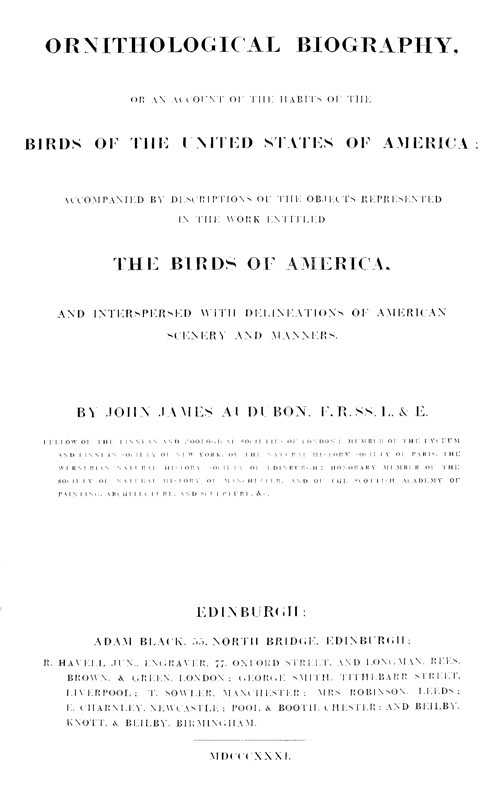 ORNITHOLOGICAL BIOGRAPHY,
OR AN ACCOUNT OF THE HABITS OF THE
BIRDS OF THE UNITED STATES OF AMERICA;
ACCOMPANIED BY DESCRIPTIONS OF THE OBJECTS REPRESENTED
IN THE WORK ENTITLED
THE BIRDS OF AMERICA,
AND INTERSPERSED WITH DELINEATIONS OF AMERICAN
SCENERY AND MANNERS.
BY JOHN JAMES AUDUBON, F.R.SS.L. & E.
FELLOW OF THE LINNEAN AND ZOOLOGICAL SOCIETIES OF LONDON; MEMBER OF THE LYCEUM
AND LINNEAN SOCIETY OF NEW YORK, OF THE NATURAL HISTORY SOCIETY OF PARIS, THE
WERNERIAN NATURAL HISTORY SOCIETY OF EDINBURGH; HONORARY MEMBER OF THE
SOCIETY OF NATURAL HISTORY OF MANCHESTER, AND OF THE SCOTTISH ACADEMY OF
PAINTING, ARCHITECTURE, AND SCULPTURE, &c.
EDINBURGH:
ADAM BLACK, 55, NORTH BRIDGE, EDINBURGH;
R. HAVELL JUN., ENGRAVER, 77, OXFORD STREET, AND LONGMAN, REES,
BROWN, & GREEN, LONDON; GEORGE SMITH, TITHEBARR STREET,
LIVERPOOL; T. SOWLER, MANCHESTER; MRS ROBINSON, LEEDS;
E. CHARNLEY, NEWCASTLE; POOL & BOOTH, CHESTER; AND BEILBY,
KNOTT, & BEILBY, BIRMINGHAM.
MDCCCXXXI.